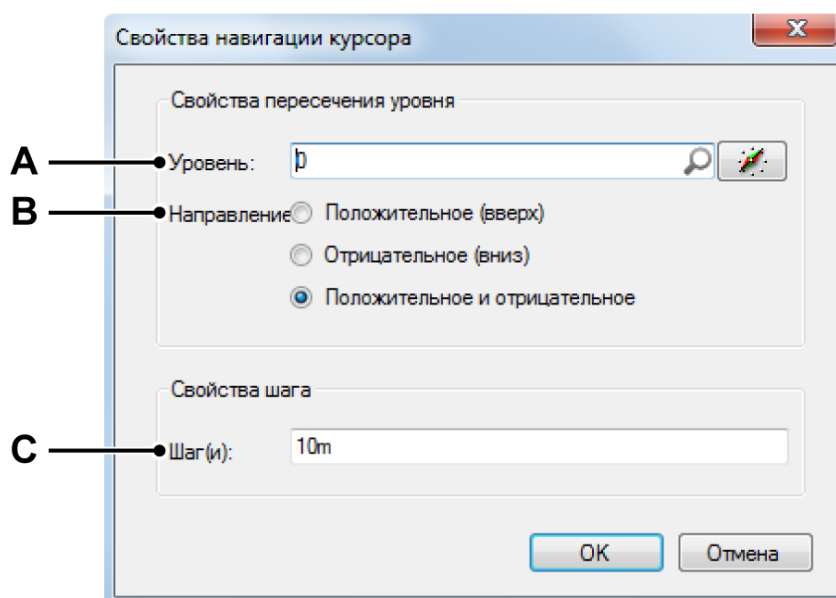 Свойства навигации курсора
Свойства пересечения уровня
A Уровень: 0
B Направление Положительное (вверх)
Отрицательное (вниз)
Положительное и отрицательное
Свойства шага
C Шаг(и): 10m
OK Отмена